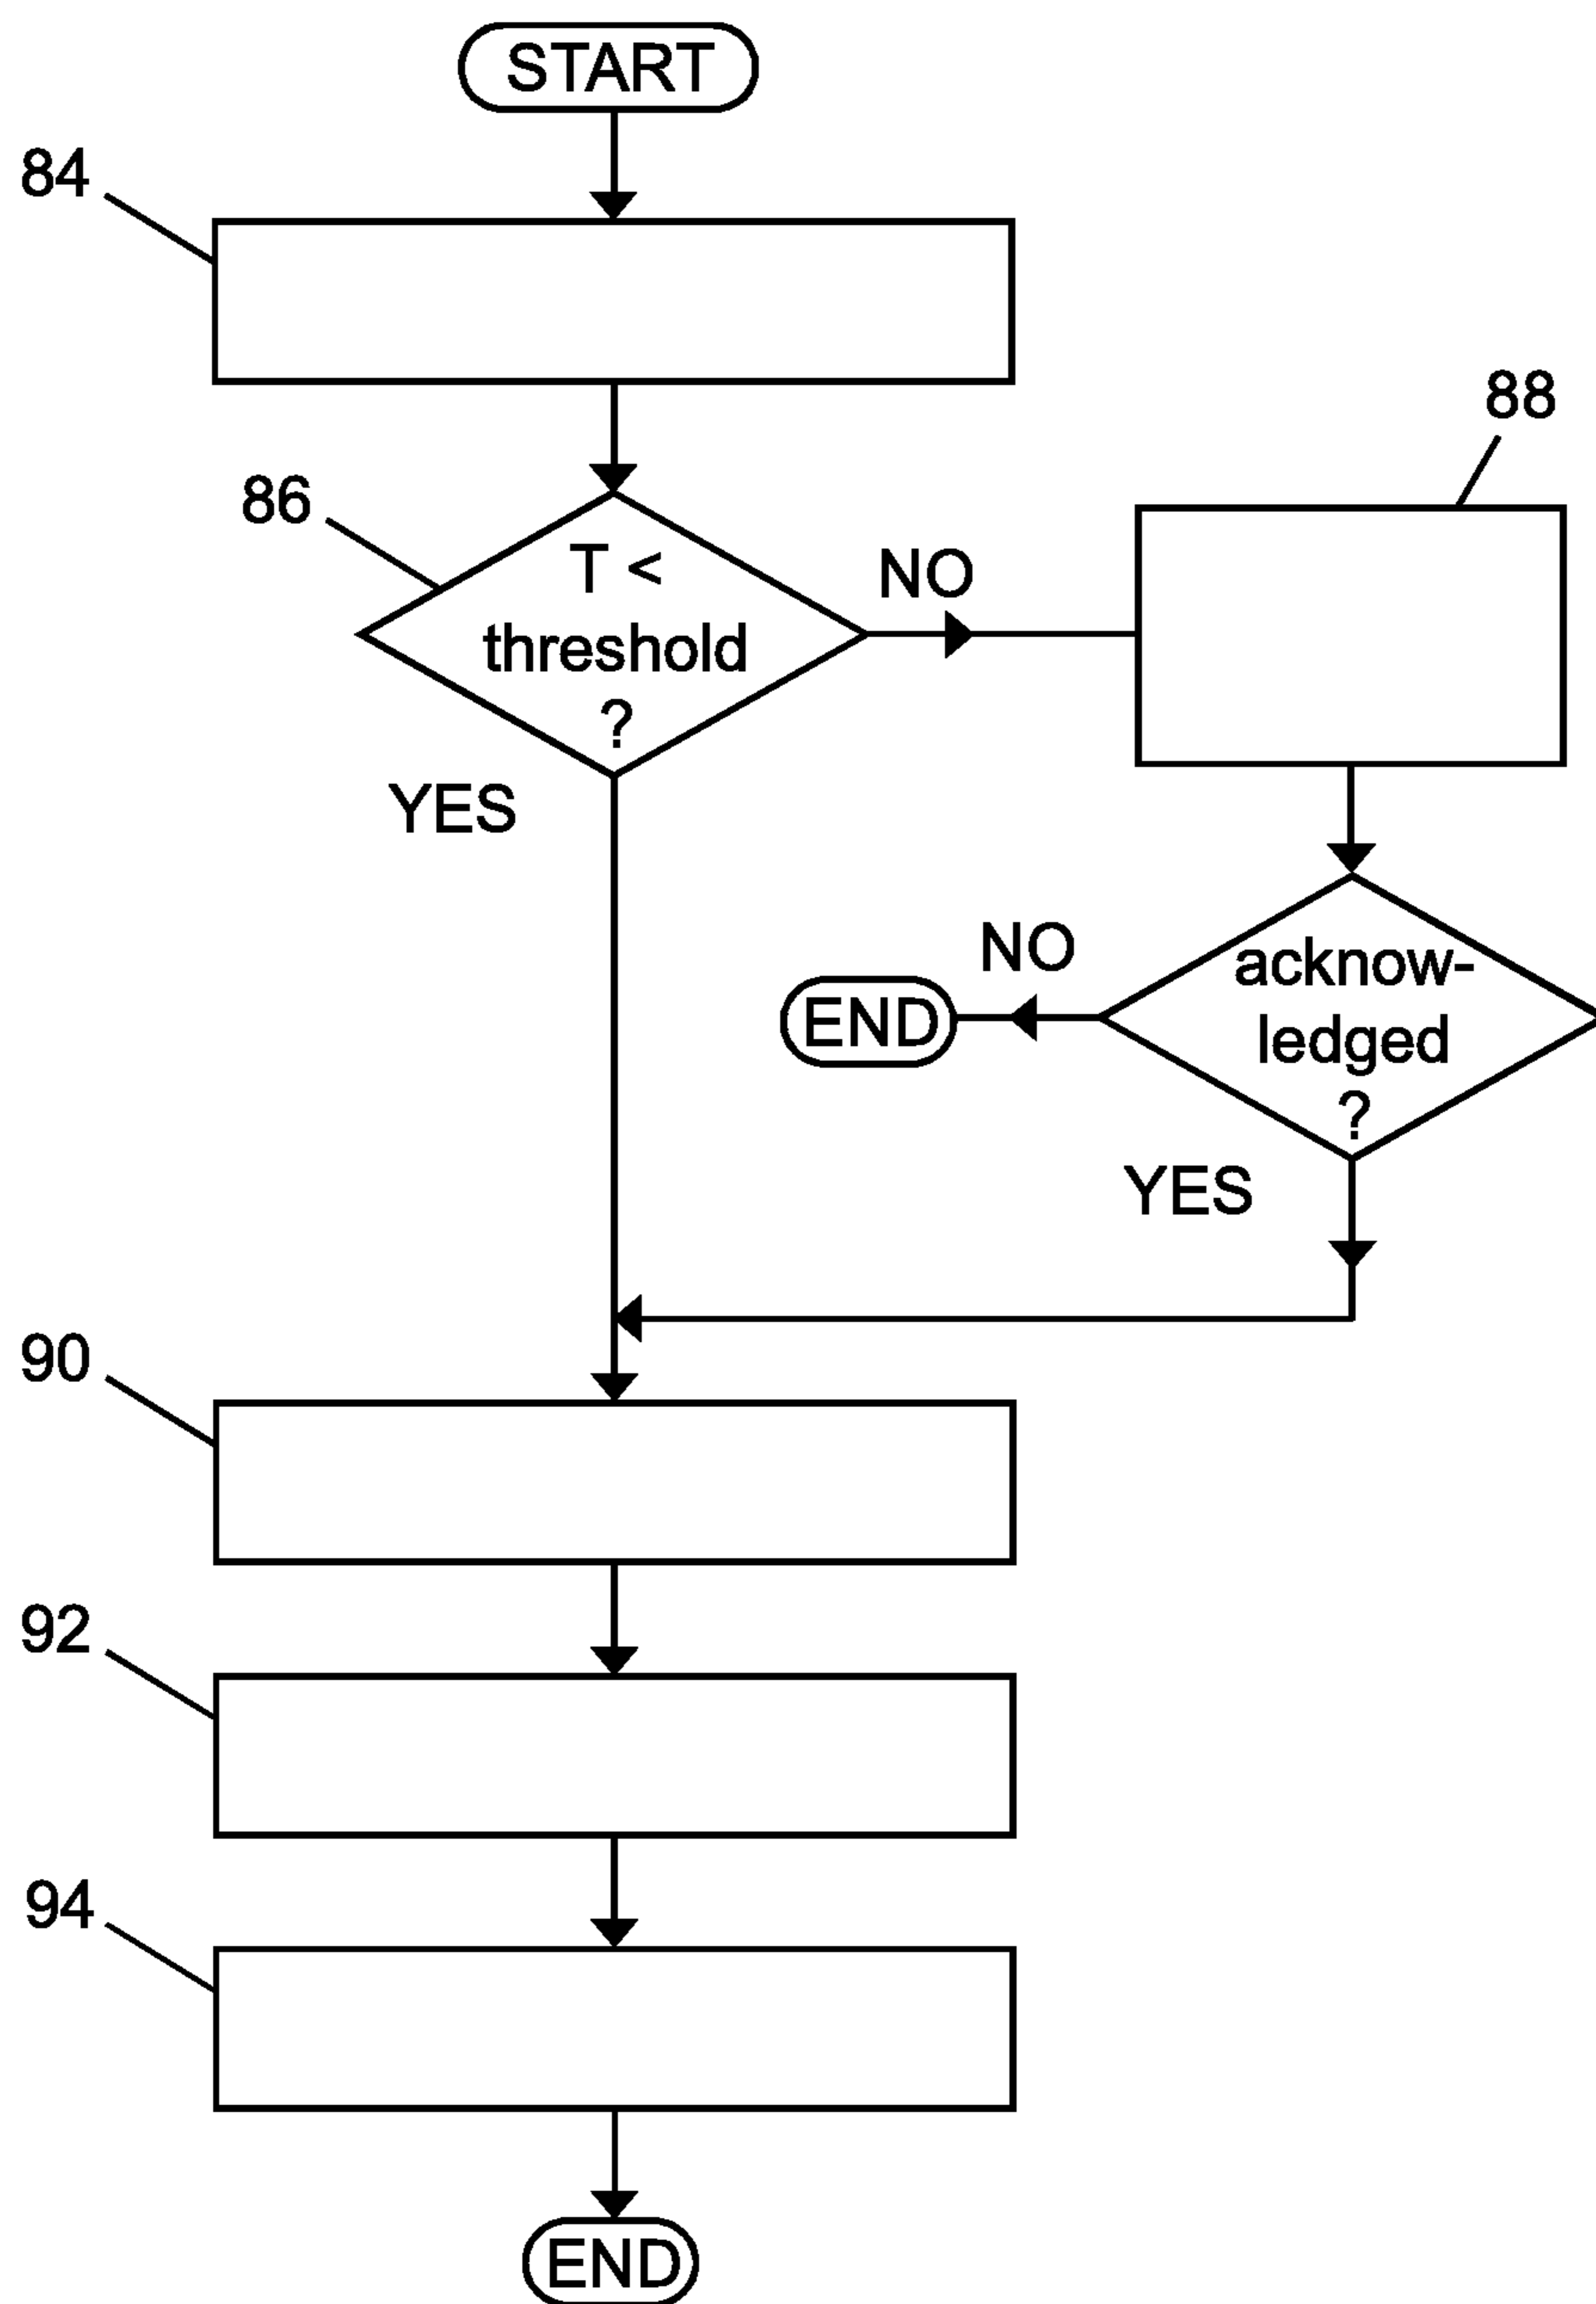 START
84
88
86
T <
threshold
?
NO
YES
NO
acknow-
ledged
?
END
YES
90
92
94
END